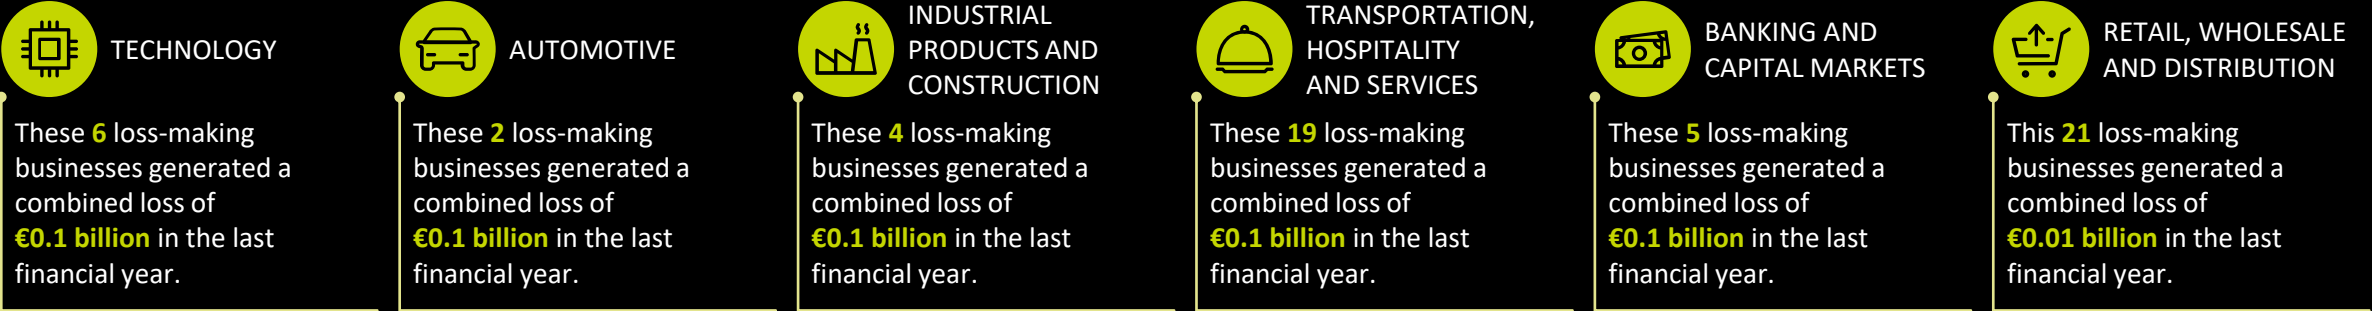 TECHNOLOGY
These 6 loss-making
businesses generated a
combined loss of
€0.1 billion in the last
financial year.
AUTOMOTIVE
These 2 loss-making
businesses generated a
combined loss of
€0.1 billion in the last
financial year.
INDUSTRIAL
PRODUCTS AND
CONSTRUCTION
These 4 loss-making
businesses generated a
combined loss of
€0.1 billion in the last
financial year.
TRANSPORTATION,
HOSPITALITY
AND SERVICES
These 19 loss-making
businesses generated a
combined loss of
€0.1 billion in the last
financial year.
BANKING AND
CAPITAL MARKETS
These 5 loss-making
businesses generated a
combined loss of
€0.1 billion in the last
financial year.
RETAIL, WHOLESALE
AND DISTRIBUTION
This 21 loss-making
businesses generated a
combined loss of
€0.01 billion in the last
financial year.